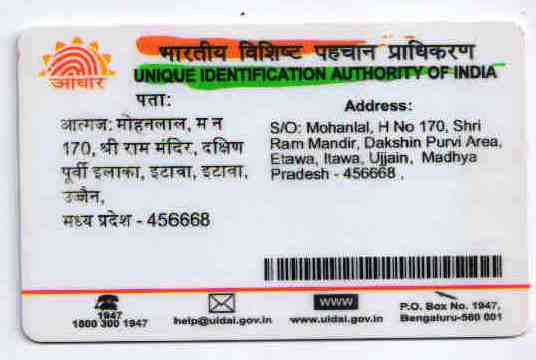 आधार
भारतीय विशिष्ट पहचान प्राधिकरण
UNIQUE IDENTIFICATION AUTHORITY OF INDIA
पता:
आत्मज: मोहनलाल, म न
170, श्री राम मंदिर, दक्षिण
पूर्वी इलाका, इटावा, इटावा,
उज्जैन,
मध्य प्रदेश - 456668
Address:
S/O: Mohanlal, H No 170, Shri
Ram Mandir, Dakshin Purvi Area,
Etawa, Itawa, Ujjain, Madhya
Pradesh - 456668 ,
1947
1800 300 1947
help@uidai.gov.in
WWW
www.uidai.gov.in
P.O. Box No. 1947,
Bengaluru-560 001